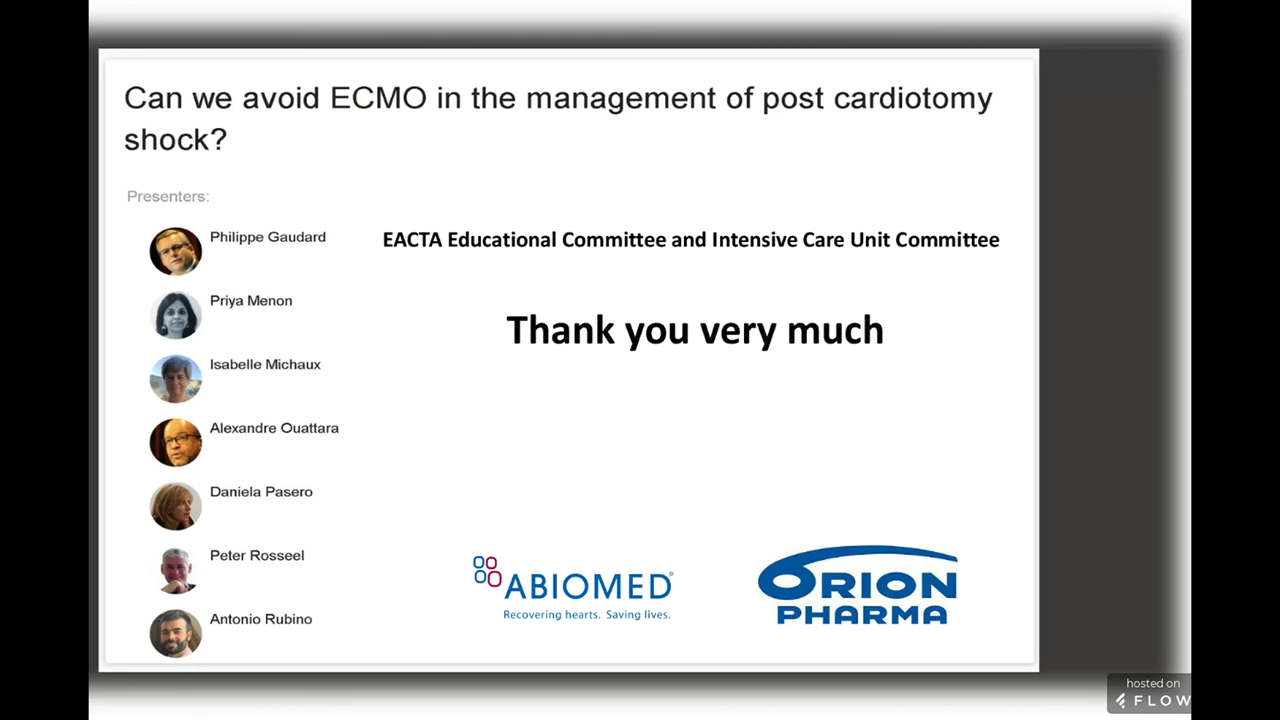 Can we avoid ECMO in the management of post cardiotomy
shock?
Presenters:
Philippe Gaudard
EACTA Educational Committee and Intensive Care Unit Committee
Priya Menon
Thank you very much
Isabelle Michaux
Alexandre Ouattara
Daniela Pasero
Peter Rosseel
Antonio Rubino
ABIOMED®
Recovering hearts. Saving lives.
ORION
PHARMA
hosted on
FLOW